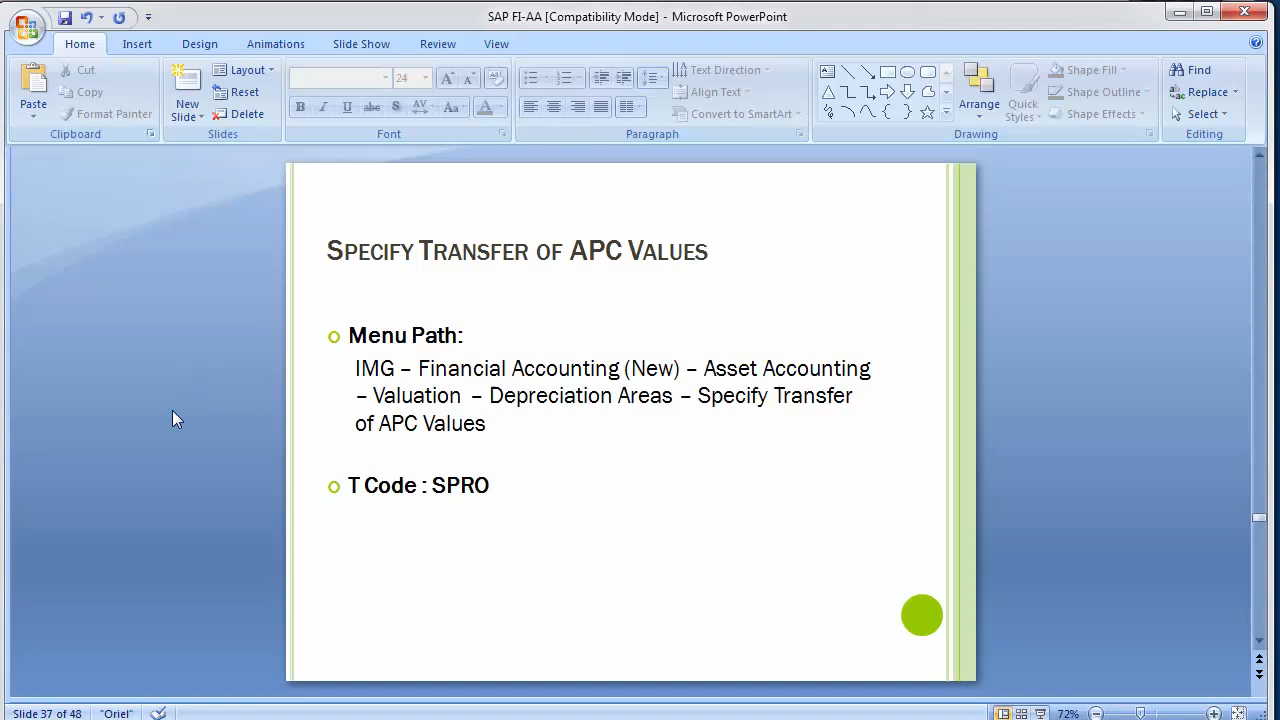 SAP FI-AA [Compatibility Mode] - Microsoft PowerPoint
Home Insert Design Animations Slide Show Review View
Paste
Cut
Copy
Format Painter
Clipboard
New Slide
Layout
Reset
Delete
Slides
24
B I U abc S AV Aa A
Font
Text Direction
Align Text
Convert to SmartArt
Paragraph
Arrange
Quick Styles
Shape Fill
Shape Outline
Shape Effects
Drawing
Find
Replace
Select
Editing
SPECIFY TRANSFER OF APC VALUES
Menu Path:
IMG – Financial Accounting (New) – Asset Accounting
– Valuation – Depreciation Areas – Specify Transfer
of APC Values
T Code : SPRO
Slide 37 of 48 "Oriel" 72%